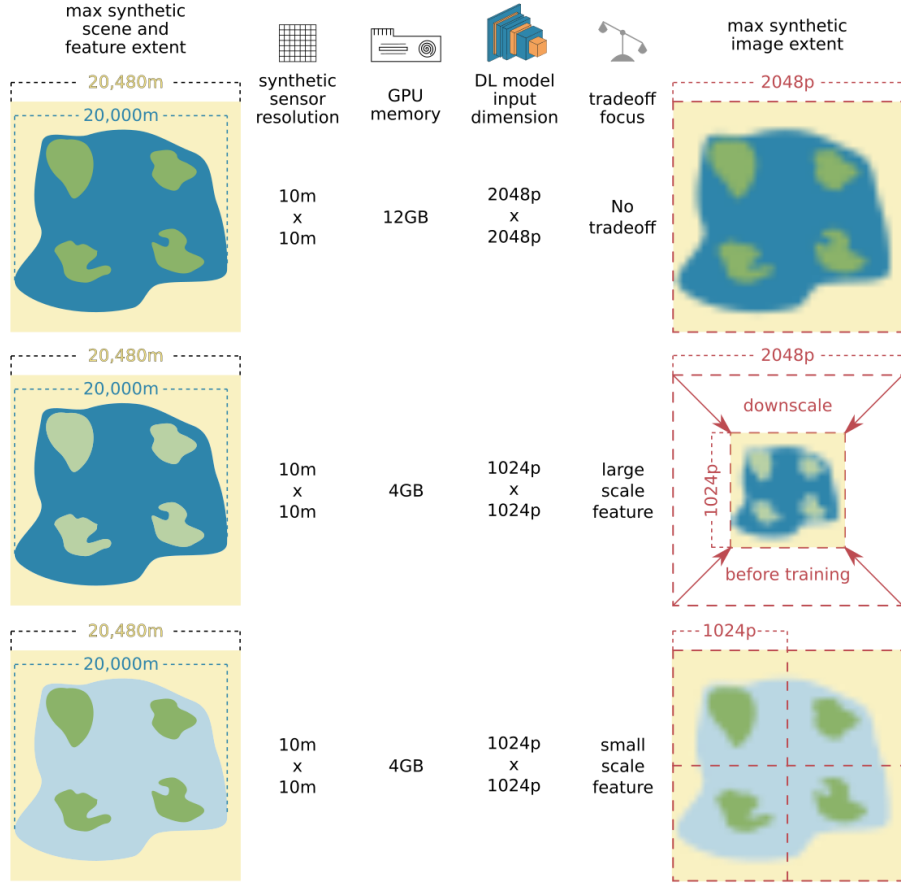 max synthetic
scene and
feature extent
synthetic
sensor
resolution
GPU
memory
DL model
input
dimension
tradeoff
focus
max synthetic
image extent
20,480m
20,000m
10m
x
10m
12GB
2048p
x
2048p
No
tradeoff
2048p
20,480m
20,000m
10m
x
10m
4GB
1024p
x
1024p
large
scale
feature
2048p
downscale
1024p
before training
20,480m
20,000m
10m
x
10m
4GB
1024p
x
1024p
small
scale
feature
1024p